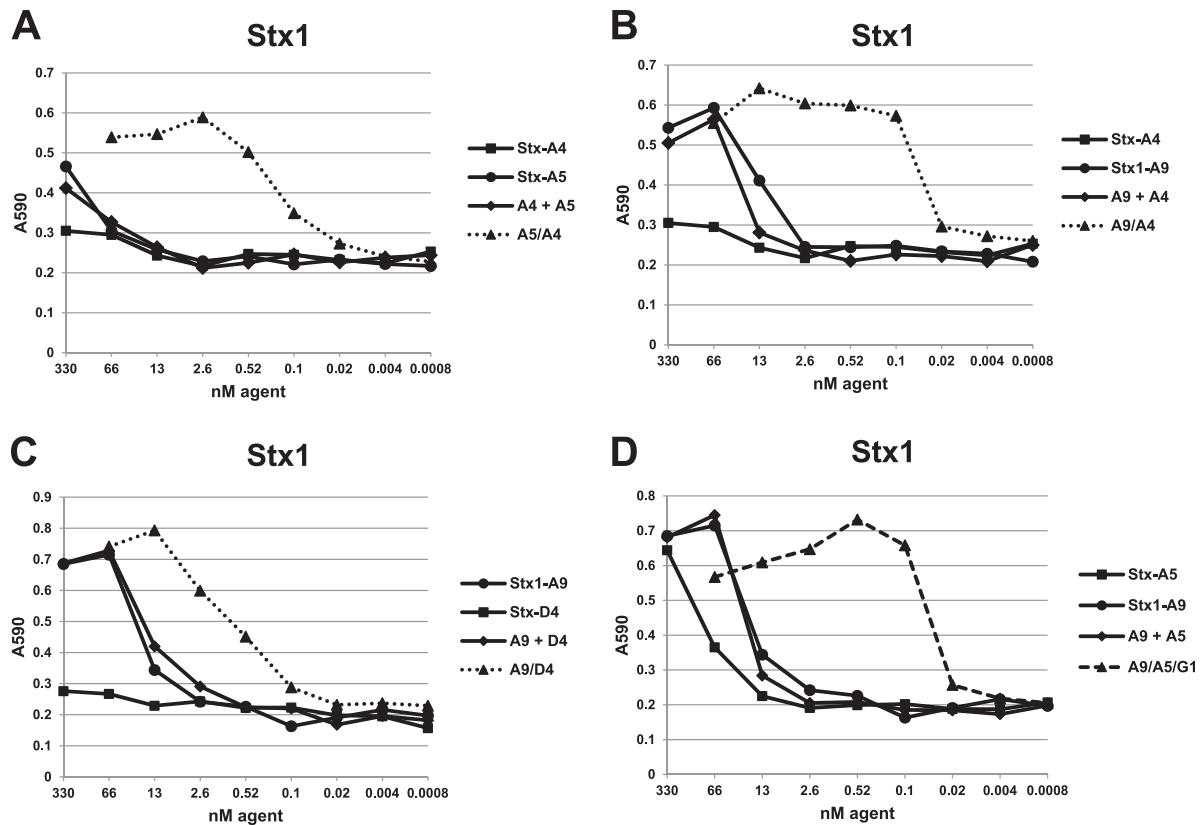 A
Stx1
0.7
0.6
0.5
0.4
0.3
0.2
0.1
0
A590
330 66 13 2.6 0.52 0.1 0.02 0.004 0.0008
nM agent
Stx-A4
Stx-A5
A4 + A5
A5/A4
B
Stx1
0.7
0.6
0.5
0.4
0.3
0.2
0.1
0
A590
330 66 13 2.6 0.52 0.1 0.02 0.004 0.0008
nM agent
Stx-A4
Stx1-A9
A9 + A4
A9/A4
C
Stx1
0.9
0.8
0.7
0.6
0.5
0.4
0.3
0.2
0.1
0
A590
330 66 13 2.6 0.52 0.1 0.02 0.004 0.0008
nM agent
Stx1-A9
Stx-D4
A9 + D4
A9/D4
D
Stx1
0.8
0.7
0.6
0.5
0.4
0.3
0.2
0.1
0
A590
330 66 13 2.6 0.52 0.1 0.02 0.004 0.0008
nM agent
Stx-A5
Stx1-A9
A9 + A5
A9/A5/G1